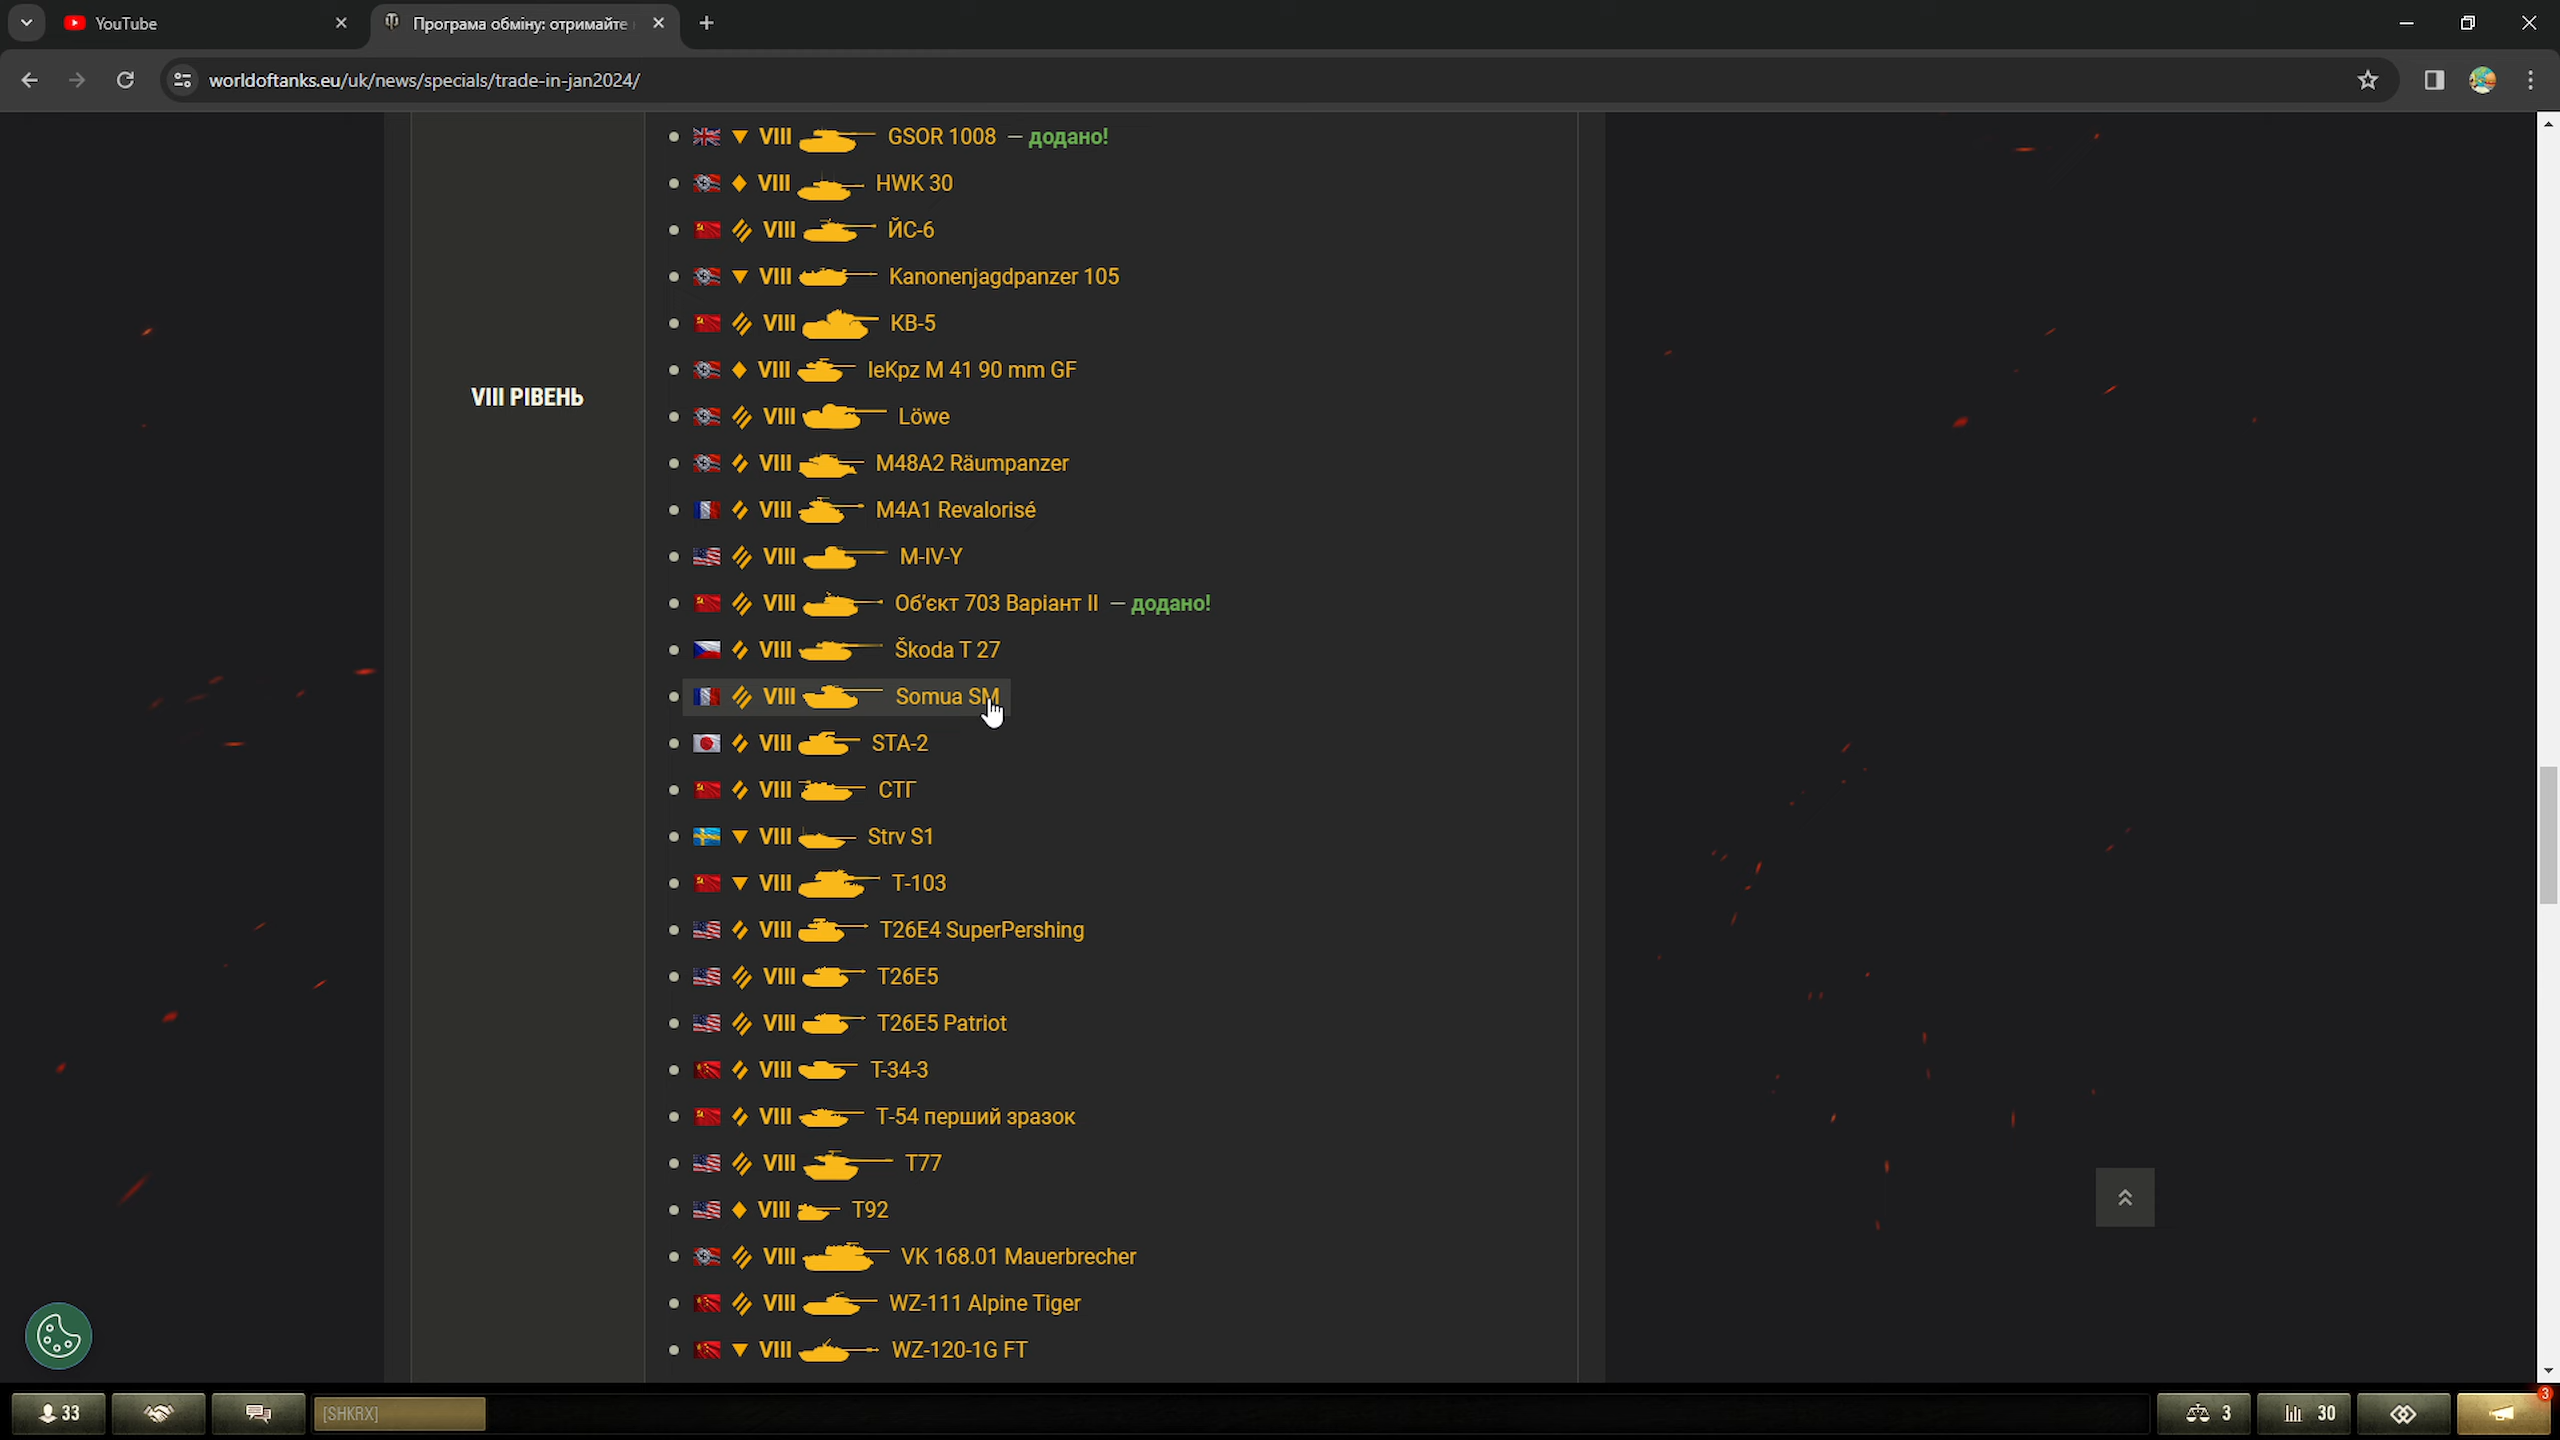 YouTube
Програма обміну: отримайте
worldoftanks.eu/uk/news/specials/trade-in-jan2024/
VIII GSOR 1008 — додано!
VIII HWK 30
VIII ЙС-6
VIII Kanonenjagdpanzer 105
VIII КВ-5
VIII leKpz M 41 90 mm GF
VIII РІВЕНЬ
VIII Löwe
VIII M48A2 Räumpanzer
VIII M4A1 Revalorisé
VIII M-IV-Y
VIII Об’єкт 703 Варіант II — додано!
VIII Škoda T 27
VIII Somua SM
VIII STA-2
VIII СТГ
VIII Strv S1
VIII Т-103
VIII T26E4 SuperPershing
VIII T26E5
VIII T26E5 Patriot
VIII T-34-3
VIII Т-54 перший зразок
VIII T77
VIII T92
VIII VK 168.01 Mauerbrecher
VIII WZ-111 Alpine Tiger
VIII WZ-120-1G FT
33
[SHKRX]
3
30
3